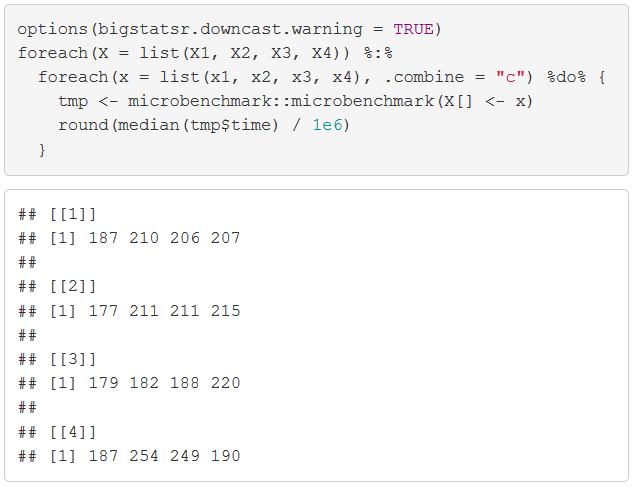 options(bigstatsr.downcast.warning = TRUE)
foreach(X = list(X1, X2, X3, X4)) %:%
  foreach(x = list(x1, x2, x3, x4), .combine = "c") %do% {
    tmp <- microbenchmark::microbenchmark(X[] <- x)
    round(median(tmp$time) / 1e6)
  }
## [[1]]
## [1] 187 210 206 207
##
## [[2]]
## [1] 177 211 211 215
##
## [[3]]
## [1] 179 182 188 220
##
## [[4]]
## [1] 187 254 249 190